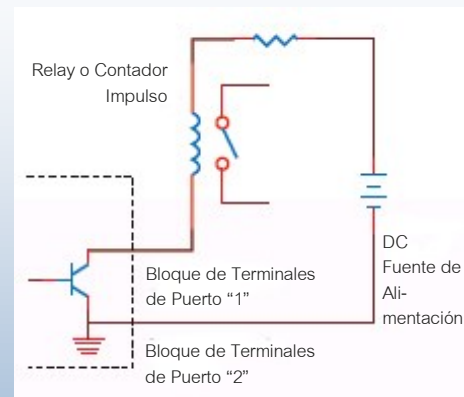 Relay o Contador
Impulso
DC
Fuente de
Ali-
mentación
Bloque de Terminales
de Puerto “1”
Bloque de Terminales
de Puerto “2”